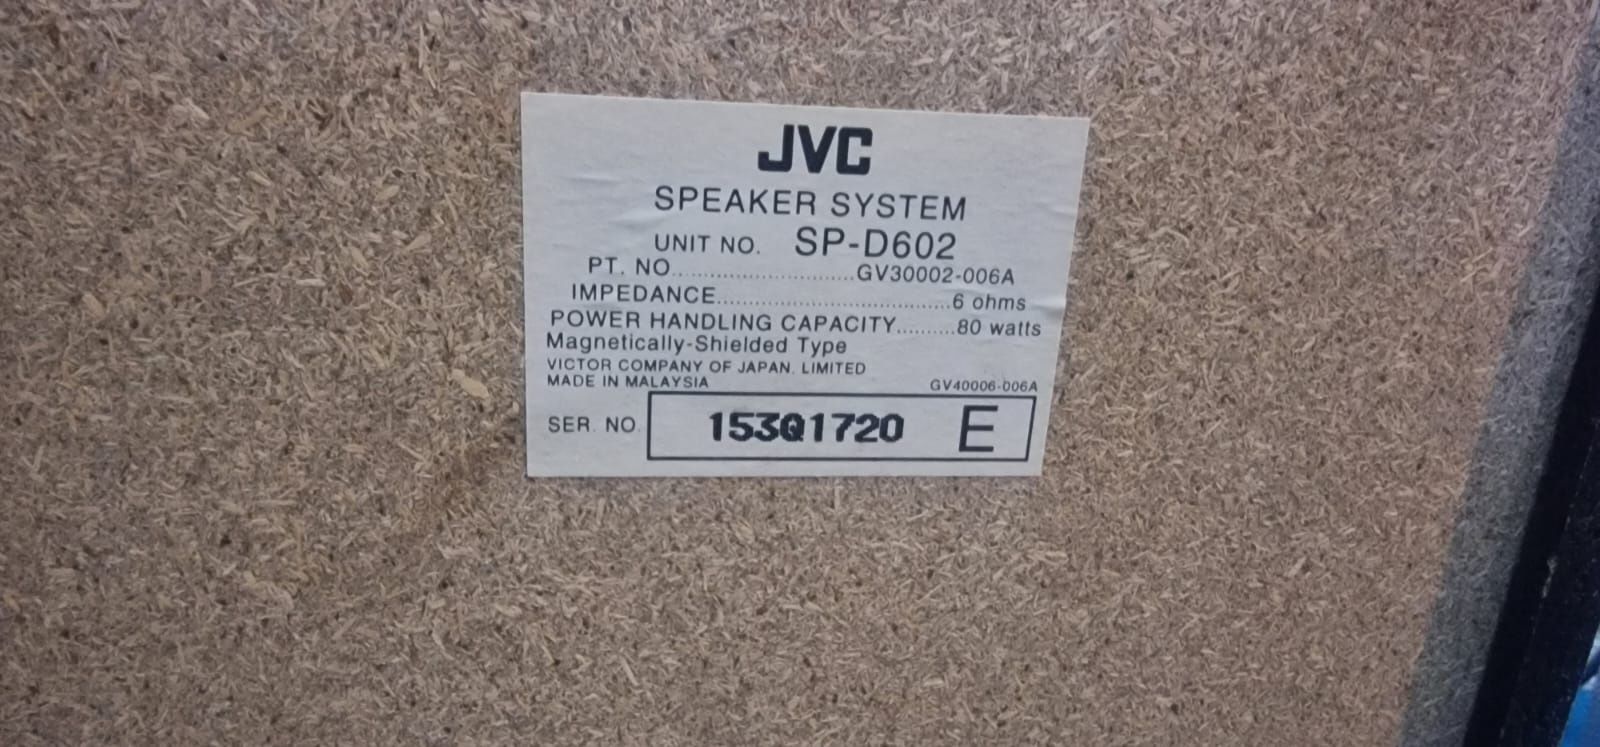 JVC
SPEAKER SYSTEM
UNIT NO. SP-D602
PT. NO............................GV30002-006A
IMPEDANCE....................................6 ohms
POWER HANDLING CAPACITY..........80 watts
Magnetically-Shielded Type
VICTOR COMPANY OF JAPAN. LIMITED
MADE IN MALAYSIA GV40006-006A
SER. NO. 153Q1720 E